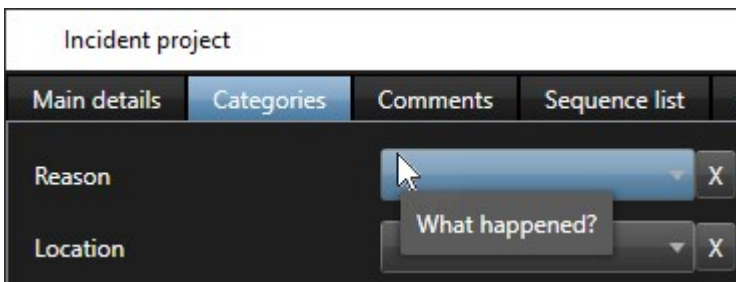 Incident project
Main details Categories Comments Sequence list
Reason X
What happened?
Location X